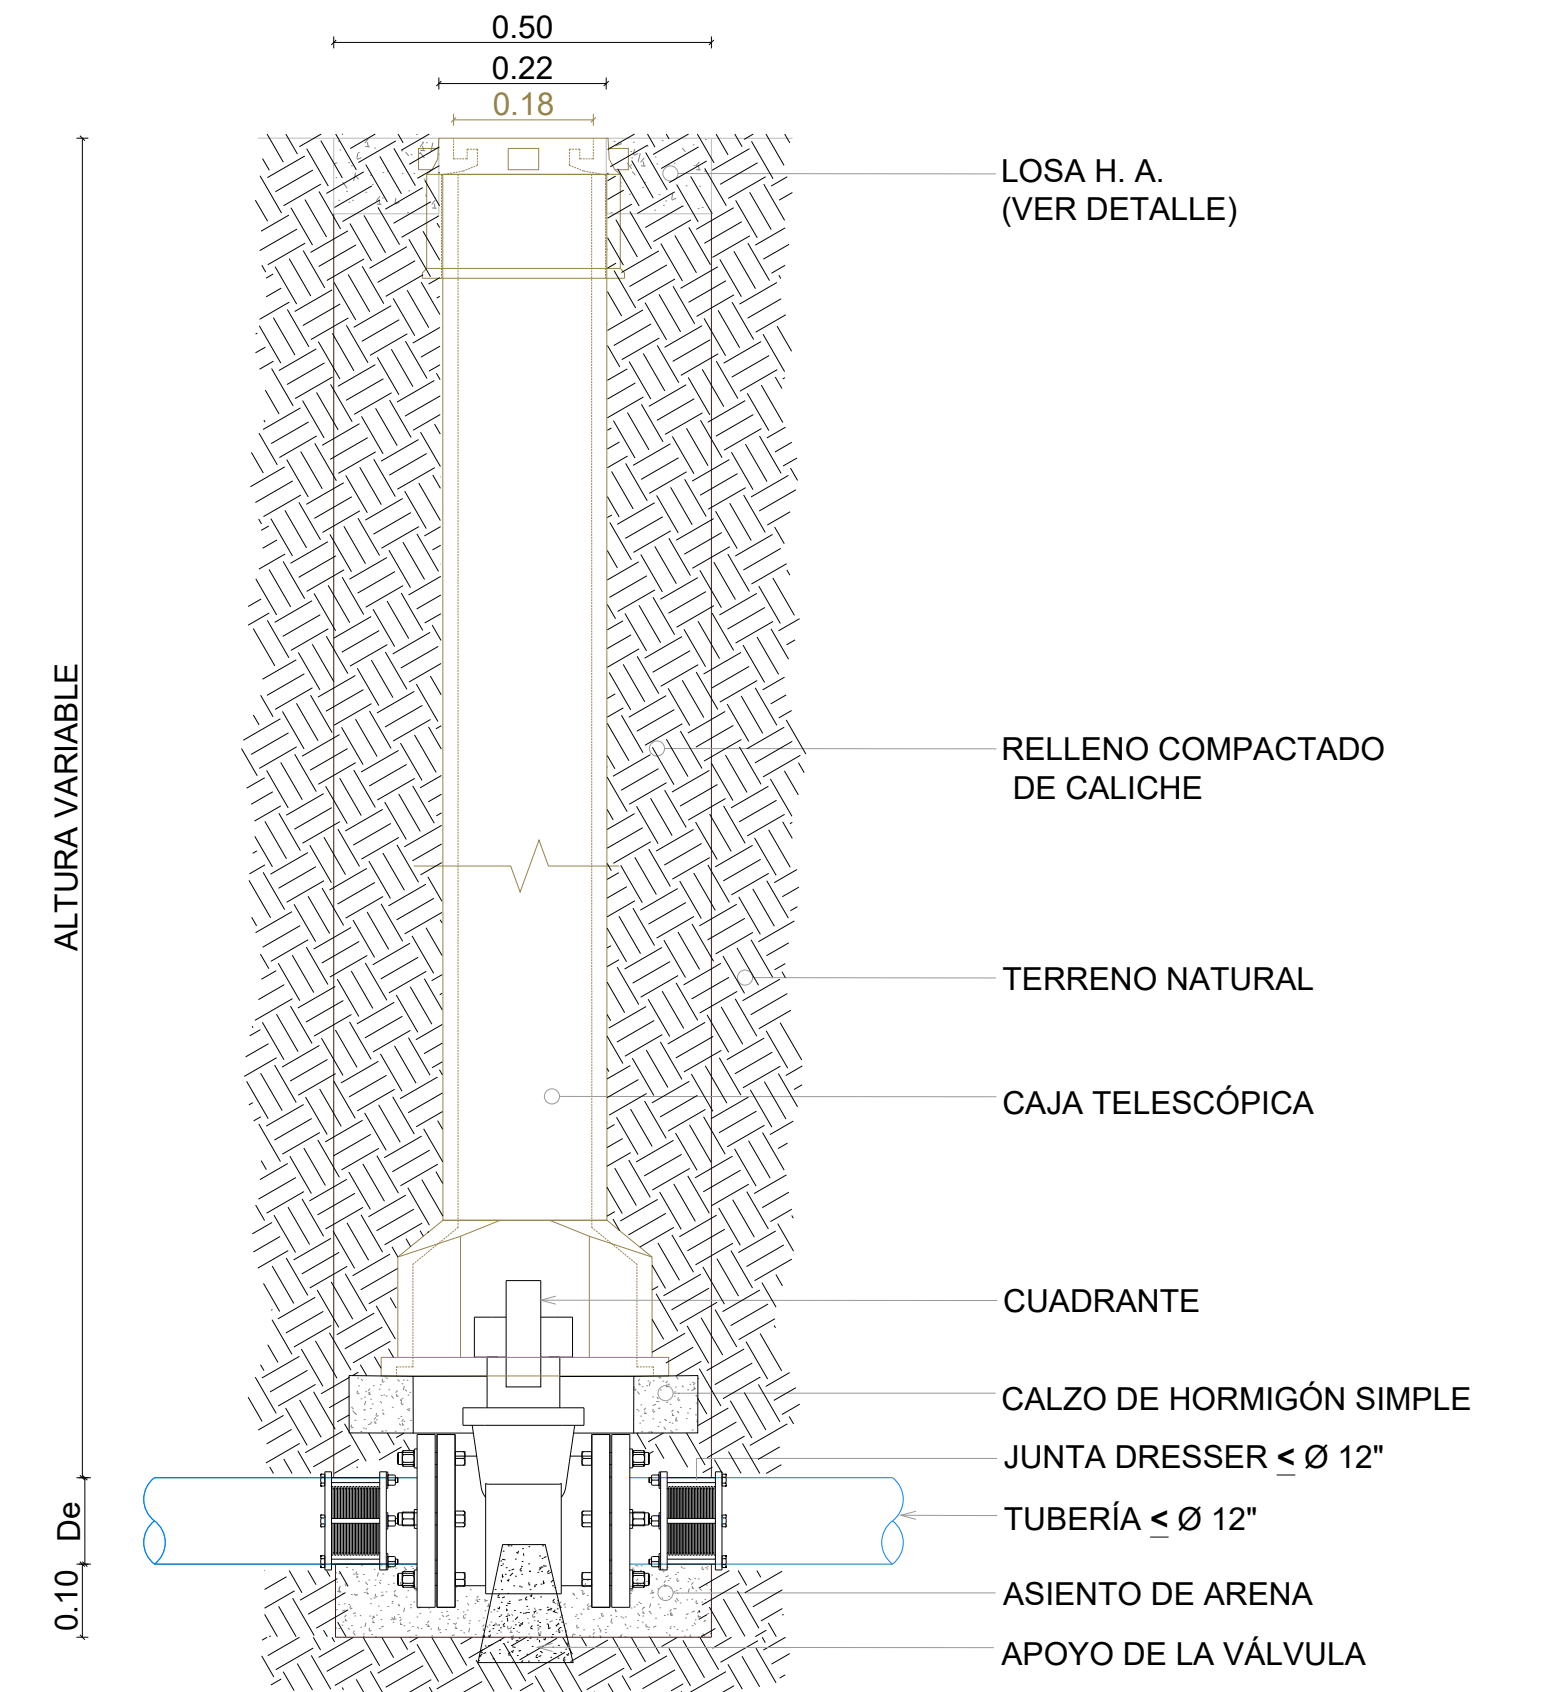 0.50
0.22
0.18
LOSA H. A.
(VER DETALLE)
ALTURA VARIABLE
RELLENO COMPACTADO
DE CALICHE
TERRENO NATURAL
CAJA TELESCÓPICA
CUADRANTE
CALZO DE HORMIGÓN SIMPLE
JUNTA DRESSER ≤ Ø 12"
De
TUBERÍA ≤ Ø 12"
0.10
ASIENTO DE ARENA
APOYO DE LA VÁLVULA